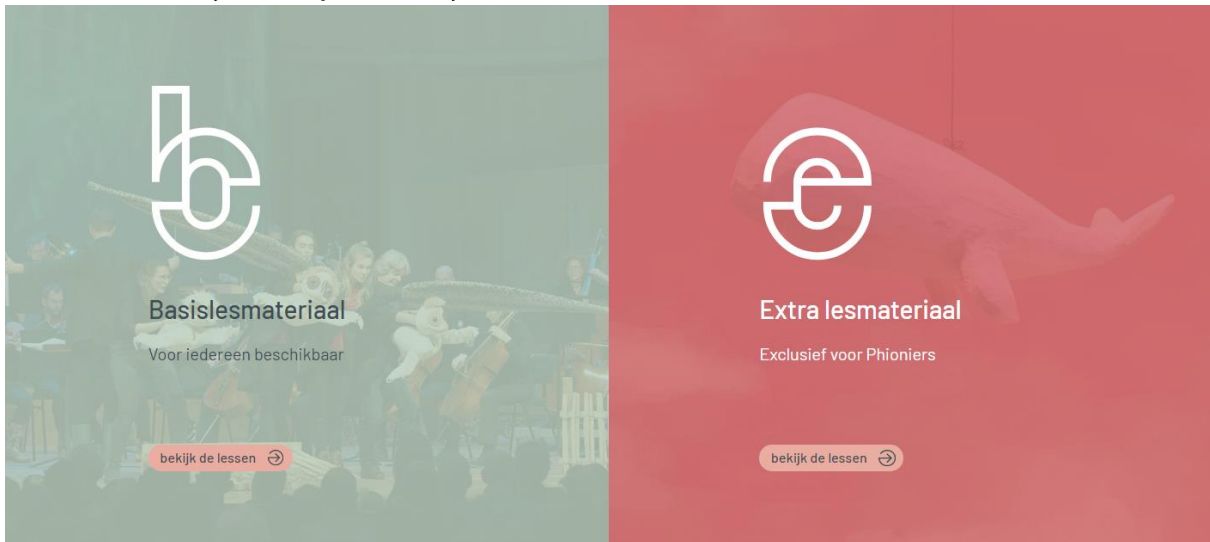 Basislesmateriaal
Voor iedereen beschikbaar
bekijk de lessen
Extra lesmateriaal
Exclusief voor Phioniers
bekijk de lessen